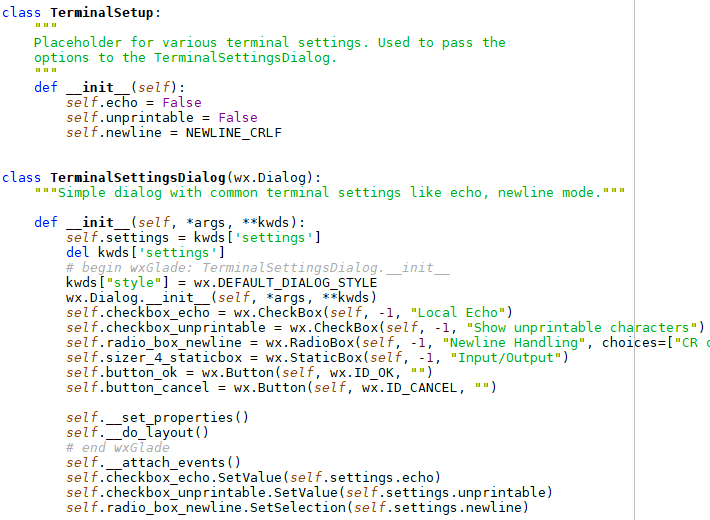 class TerminalSetup:
    """
    Placeholder for various terminal settings. Used to pass the
    options to the TerminalSettingsDialog.
    """
    def __init__(self):
        self.echo = False
        self.unprintable = False
        self.newline = NEWLINE_CRLF


class TerminalSettingsDialog(wx.Dialog):
    """Simple dialog with common terminal settings like echo, newline mode."""

    def __init__(self, *args, **kwds):
        self.settings = kwds['settings']
        del kwds['settings']
        # begin wxGlade: TerminalSettingsDialog.__init__
        kwds["style"] = wx.DEFAULT_DIALOG_STYLE
        wx.Dialog.__init__(self, *args, **kwds)
        self.checkbox_echo = wx.CheckBox(self, -1, "Local Echo")
        self.checkbox_unprintable = wx.CheckBox(self, -1, "Show unprintable characters")
        self.radio_box_newline = wx.RadioBox(self, -1, "Newline Handling", choices=["CR
        self.sizer_4_staticbox = wx.StaticBox(self, -1, "Input/Output")
        self.button_ok = wx.Button(self, wx.ID_OK, "")
        self.button_cancel = wx.Button(self, wx.ID_CANCEL, "")

        self.__set_properties()
        self.__do_layout()
        # end wxGlade
        self.__attach_events()
        self.checkbox_echo.SetValue(self.settings.echo)
        self.checkbox_unprintable.SetValue(self.settings.unprintable)
        self.radio_box_newline.SetSelection(self.settings.newline)